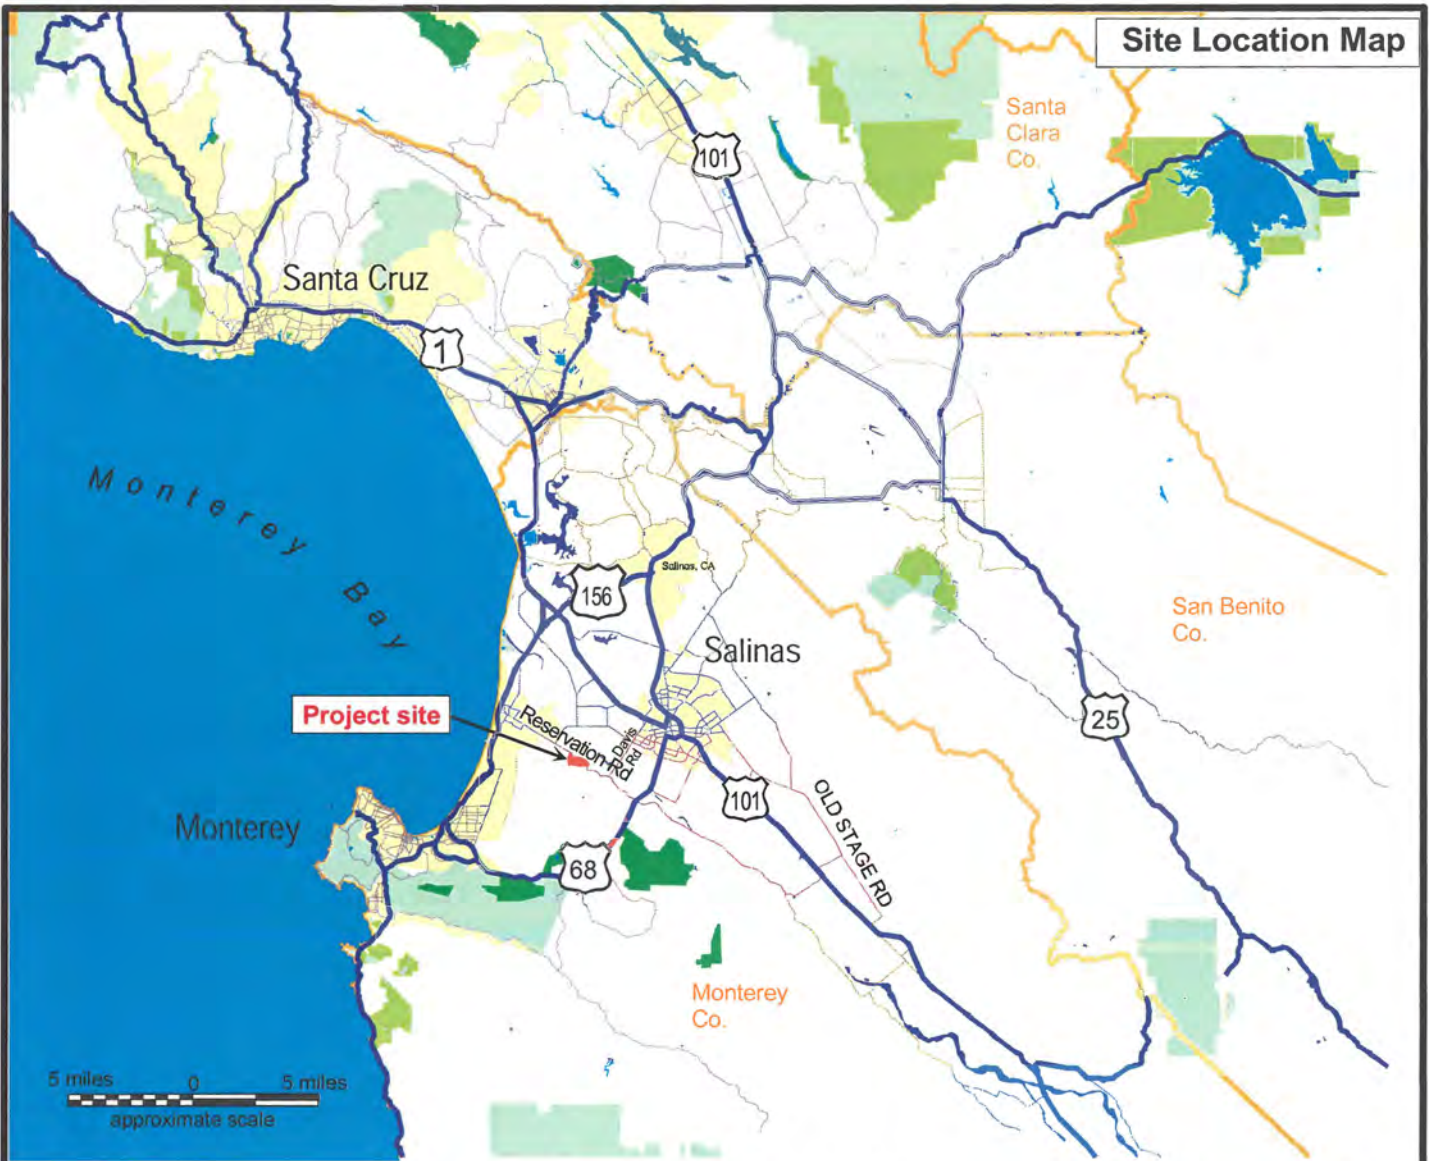 Site Location Map
Santa
Clara
Co.
101
Santa Cruz
1
Monterey Bay
156
Salinas, CA
Salinas
San Benito
Co.
25
Project site
Reservation Rd
Davis
Rd
101
OLD STAGE RD
Monterey
68
Monterey
Co.
5 miles 0 5 miles
approximate scale